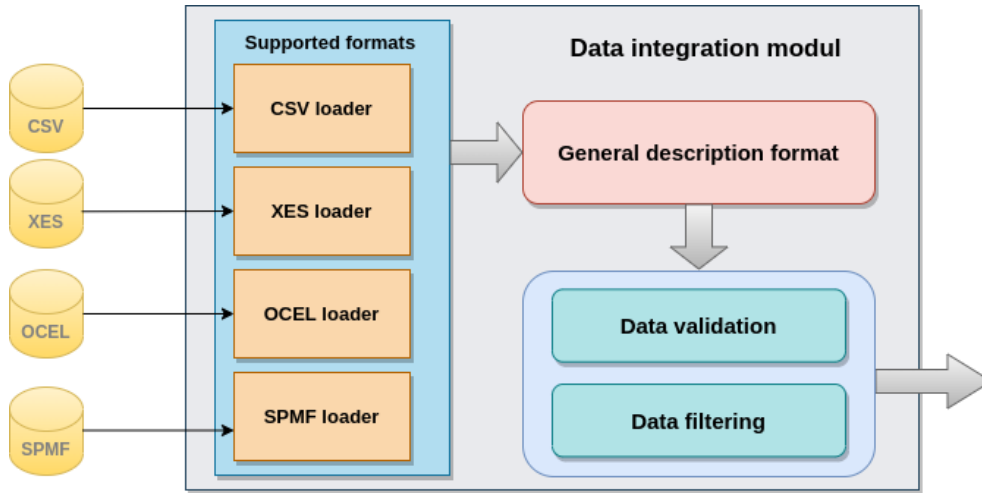 Supported formats
Data integration modul
CSV
CSV loader
General description format
XES
XES loader
OCEL
OCEL loader
Data validation
SPMF
SPMF loader
Data filtering